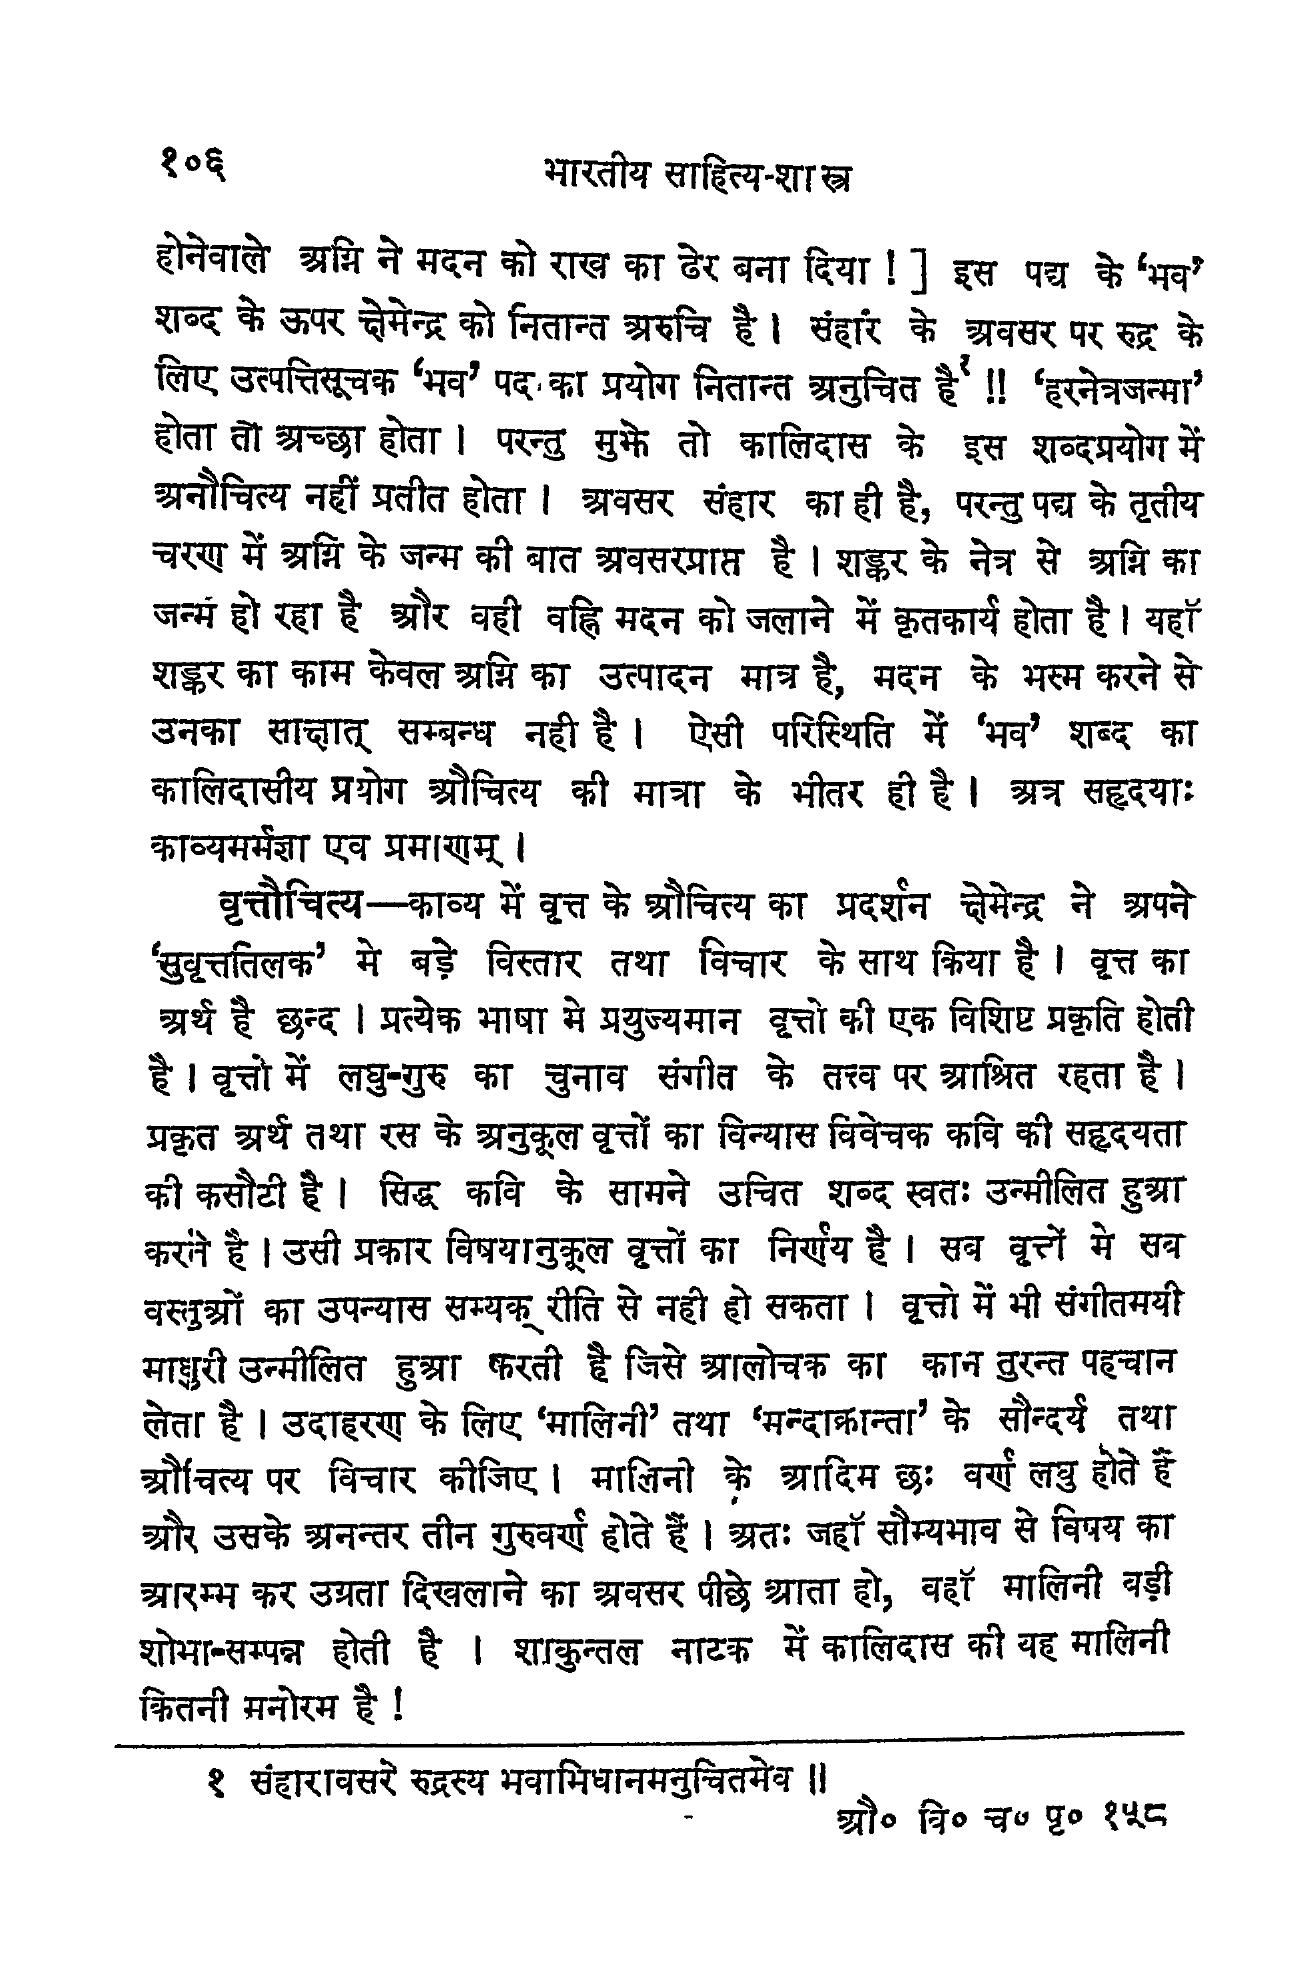 १०६ भारतीय साहित्य-शास्त्र
होनेवाले अग्नि ने मदन को राख का ढेर बना दिया ! ] इस पद्य के ‘भव’
शब्द के ऊपर क्षेमेन्द्र को नितान्त अरुचि है । संहार के अवसर पर रुद्र के
लिए उत्पत्तिसूचक ‘भव’ पद का प्रयोग नितान्त अनुचित है१ !! ‘हरनेत्रजन्मा’
होता तो अच्छा होता । परन्तु मुझे तो कालिदास के इस शब्दप्रयोग में
अनौचित्य नहीं प्रतीत होता । अवसर संहार का ही है, परन्तु पद्य के तृतीय
चरण में अग्नि के जन्म की बात अवसरप्राप्त है । शङ्कर के नेत्र से अग्नि का
जन्म हो रहा है और वही वह्नि मदन को जलाने में कृतकार्य होता है । यहॉ
शङ्कर का काम केवल अग्नि का उत्पादन मात्र है, मदन के भस्म करने से
उनका साक्षात् सम्बन्ध नही है । ऐसी परिस्थिति में ‘भव’ शब्द का
कालिदासीय प्रयोग औचित्य की मात्रा के भीतर ही है । अत्र सहृदयाः
काव्यमर्मज्ञा एव प्रमाणम् ।
वृत्तौचित्य—काव्य में वृत्त के औचित्य का प्रदर्शन क्षेमेन्द्र ने अपने
‘सुवृत्ततिलक’ मे बड़े विस्तार तथा विचार के साथ किया है । वृत्त का
अर्थ है छन्द । प्रत्येक भाषा मे प्रयुज्यमान वृत्तो की एक विशिष्ट प्रकृति होती
है । वृत्तो में लघु-गुरु का चुनाव संगीत के तत्त्व पर आश्रित रहता है ।
प्रकृत अर्थ तथा रस के अनुकूल वृत्तों का विन्यास विवेचक कवि की सहृदयता
की कसौटी है । सिद्ध कवि के सामने उचित शब्द स्वतः उन्मीलित हुआ
करते है । उसी प्रकार विषयानुकूल वृत्तों का निर्णय है । सब वृत्तों मे सब
वस्तुओं का उपन्यास सम्यक् रीति से नही हो सकता । वृत्तो में भी संगीतमयी
माधुरी उन्मीलित हुआ करती है जिसे आलोचक का कान तुरन्त पहचान
लेता है । उदाहरण के लिए ‘मालिनी’ तथा ‘मन्दाक्रान्ता’ के सौन्दर्य तथा
औचित्य पर विचार कीजिए । मालिनी के आदिम छः वर्ण लघु होते हैं
और उसके अनन्तर तीन गुरुवर्ण होते हैं । अतः जहॉ सौम्यभाव से विषय का
आरम्भ कर उग्रता दिखलाने का अवसर पीछे आता हो, वहॉ मालिनी बड़ी
शोभा-सम्पन्न होती है । शाकुन्तल नाटक में कालिदास की यह मालिनी
कितनी मनोरम है !
१ संहारावसरे रुद्रस्य भवाभिधानमनुचितमेव ॥
औ० वि० च० पृ० १५८